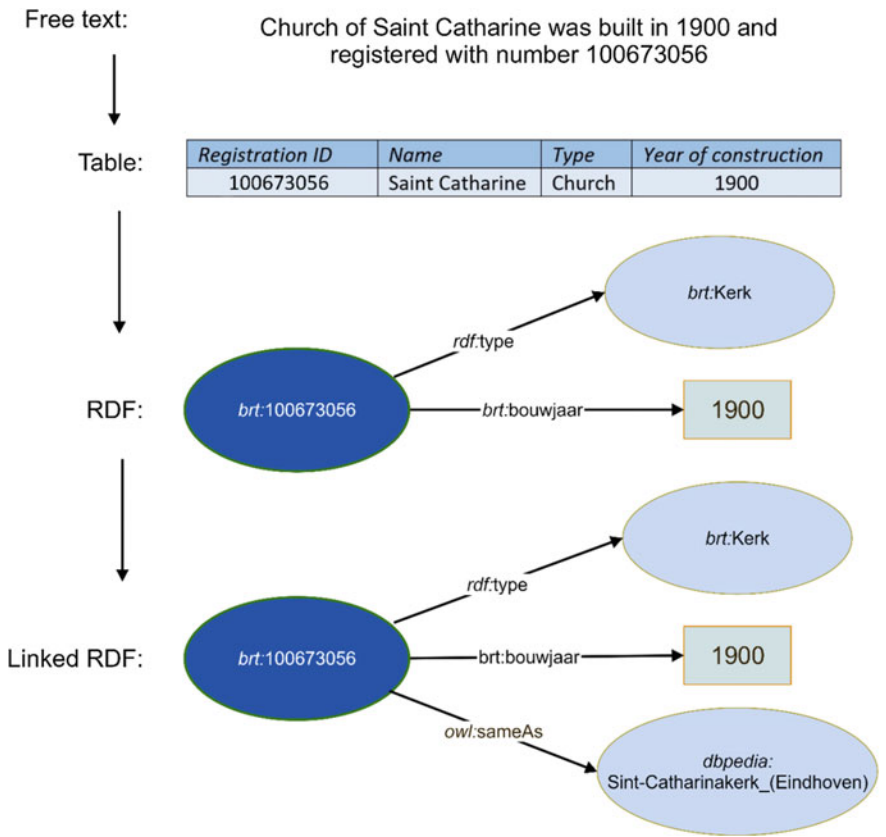 Free text:
Church of Saint Catharine was built in 1900 and
registered with number 100673056
Table:
Registration ID Name Type Year of construction
100673056 Saint Catharine Church 1900
brt:Kerk
rdf:type
RDF:
brt:100673056
brt:bouwjaar
1900
brt:Kerk
rdf:type
Linked RDF:
brt:100673056
brt:bouwjaar
1900
owl:sameAs
dbpedia:
Sint-Catharinakerk_(Eindhoven)